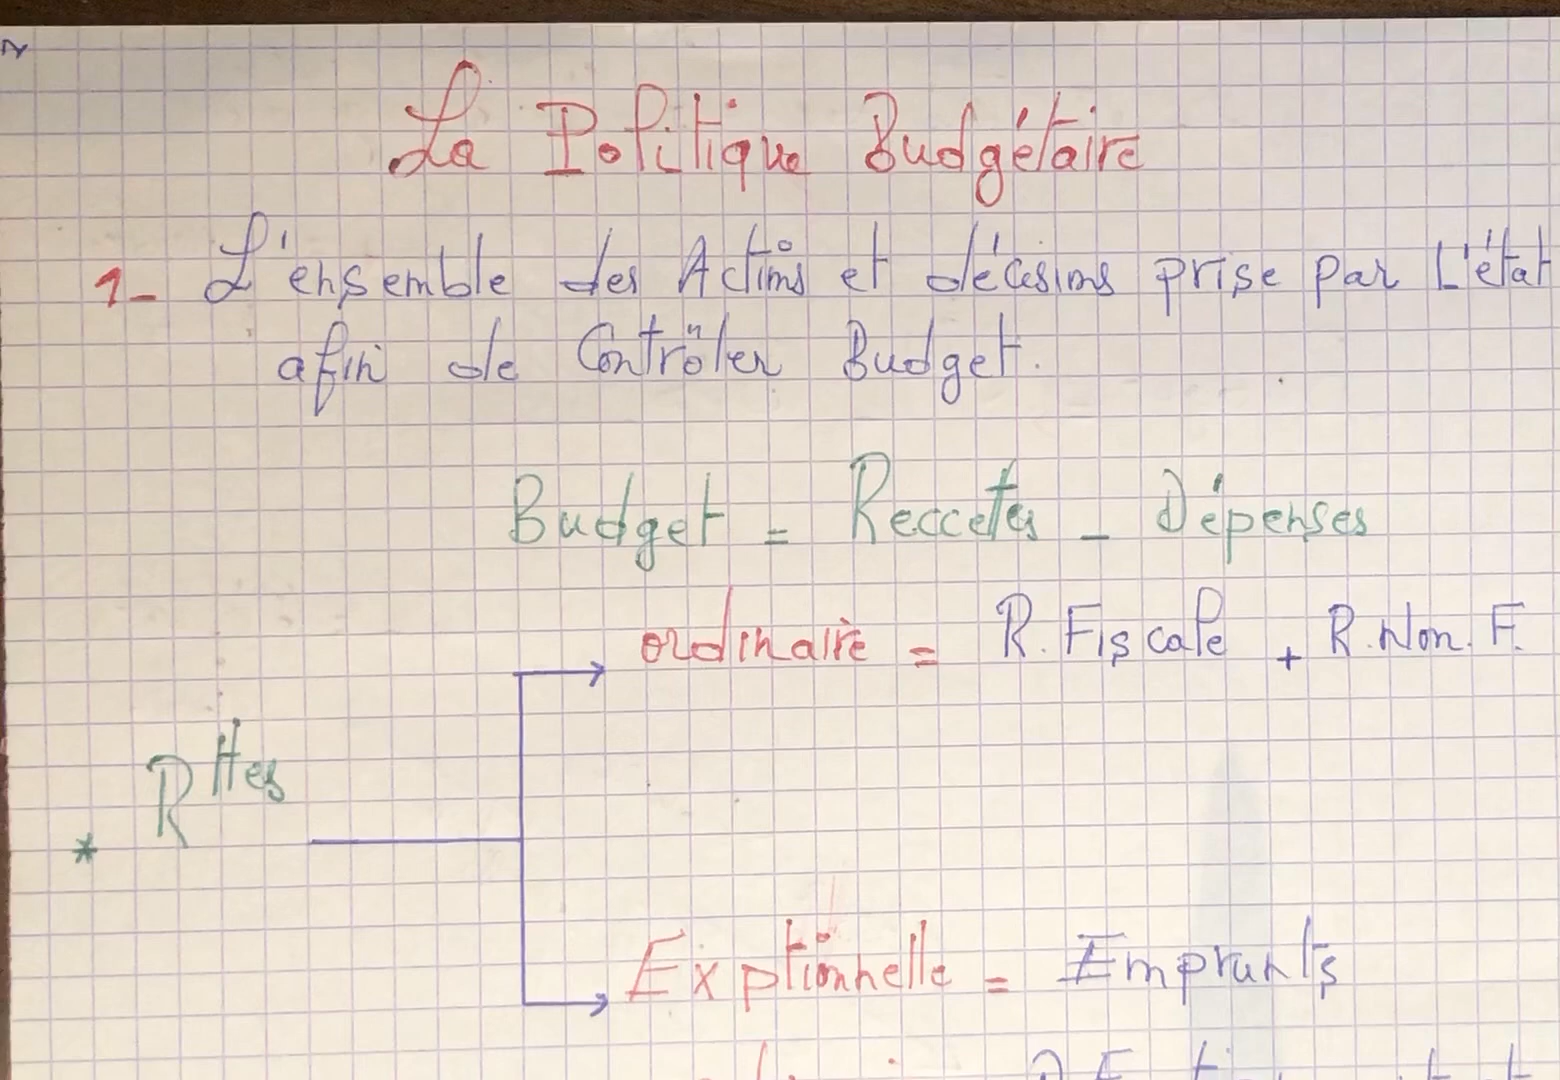 La Politique Budgétaire
1- L'ensemble des Actions et décisions prise par L'état
afin de Contrôler Budget.
Budget = Reccetes - Dépenses
ordinaire = R. Fiscale + R. Non. F.
* R ttes
Exptionnelle = Emprunts